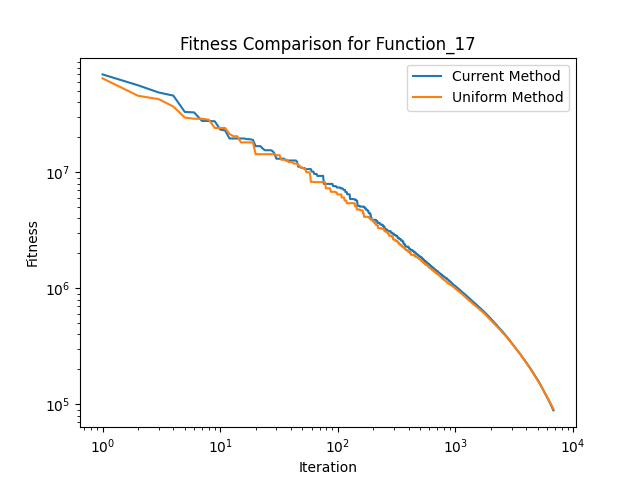 Fitness Comparison for Function_17
Current Method
Uniform Method
Fitness
10^7
10^6
10^5
10^0
10^1
10^2
10^3
10^4
Iteration